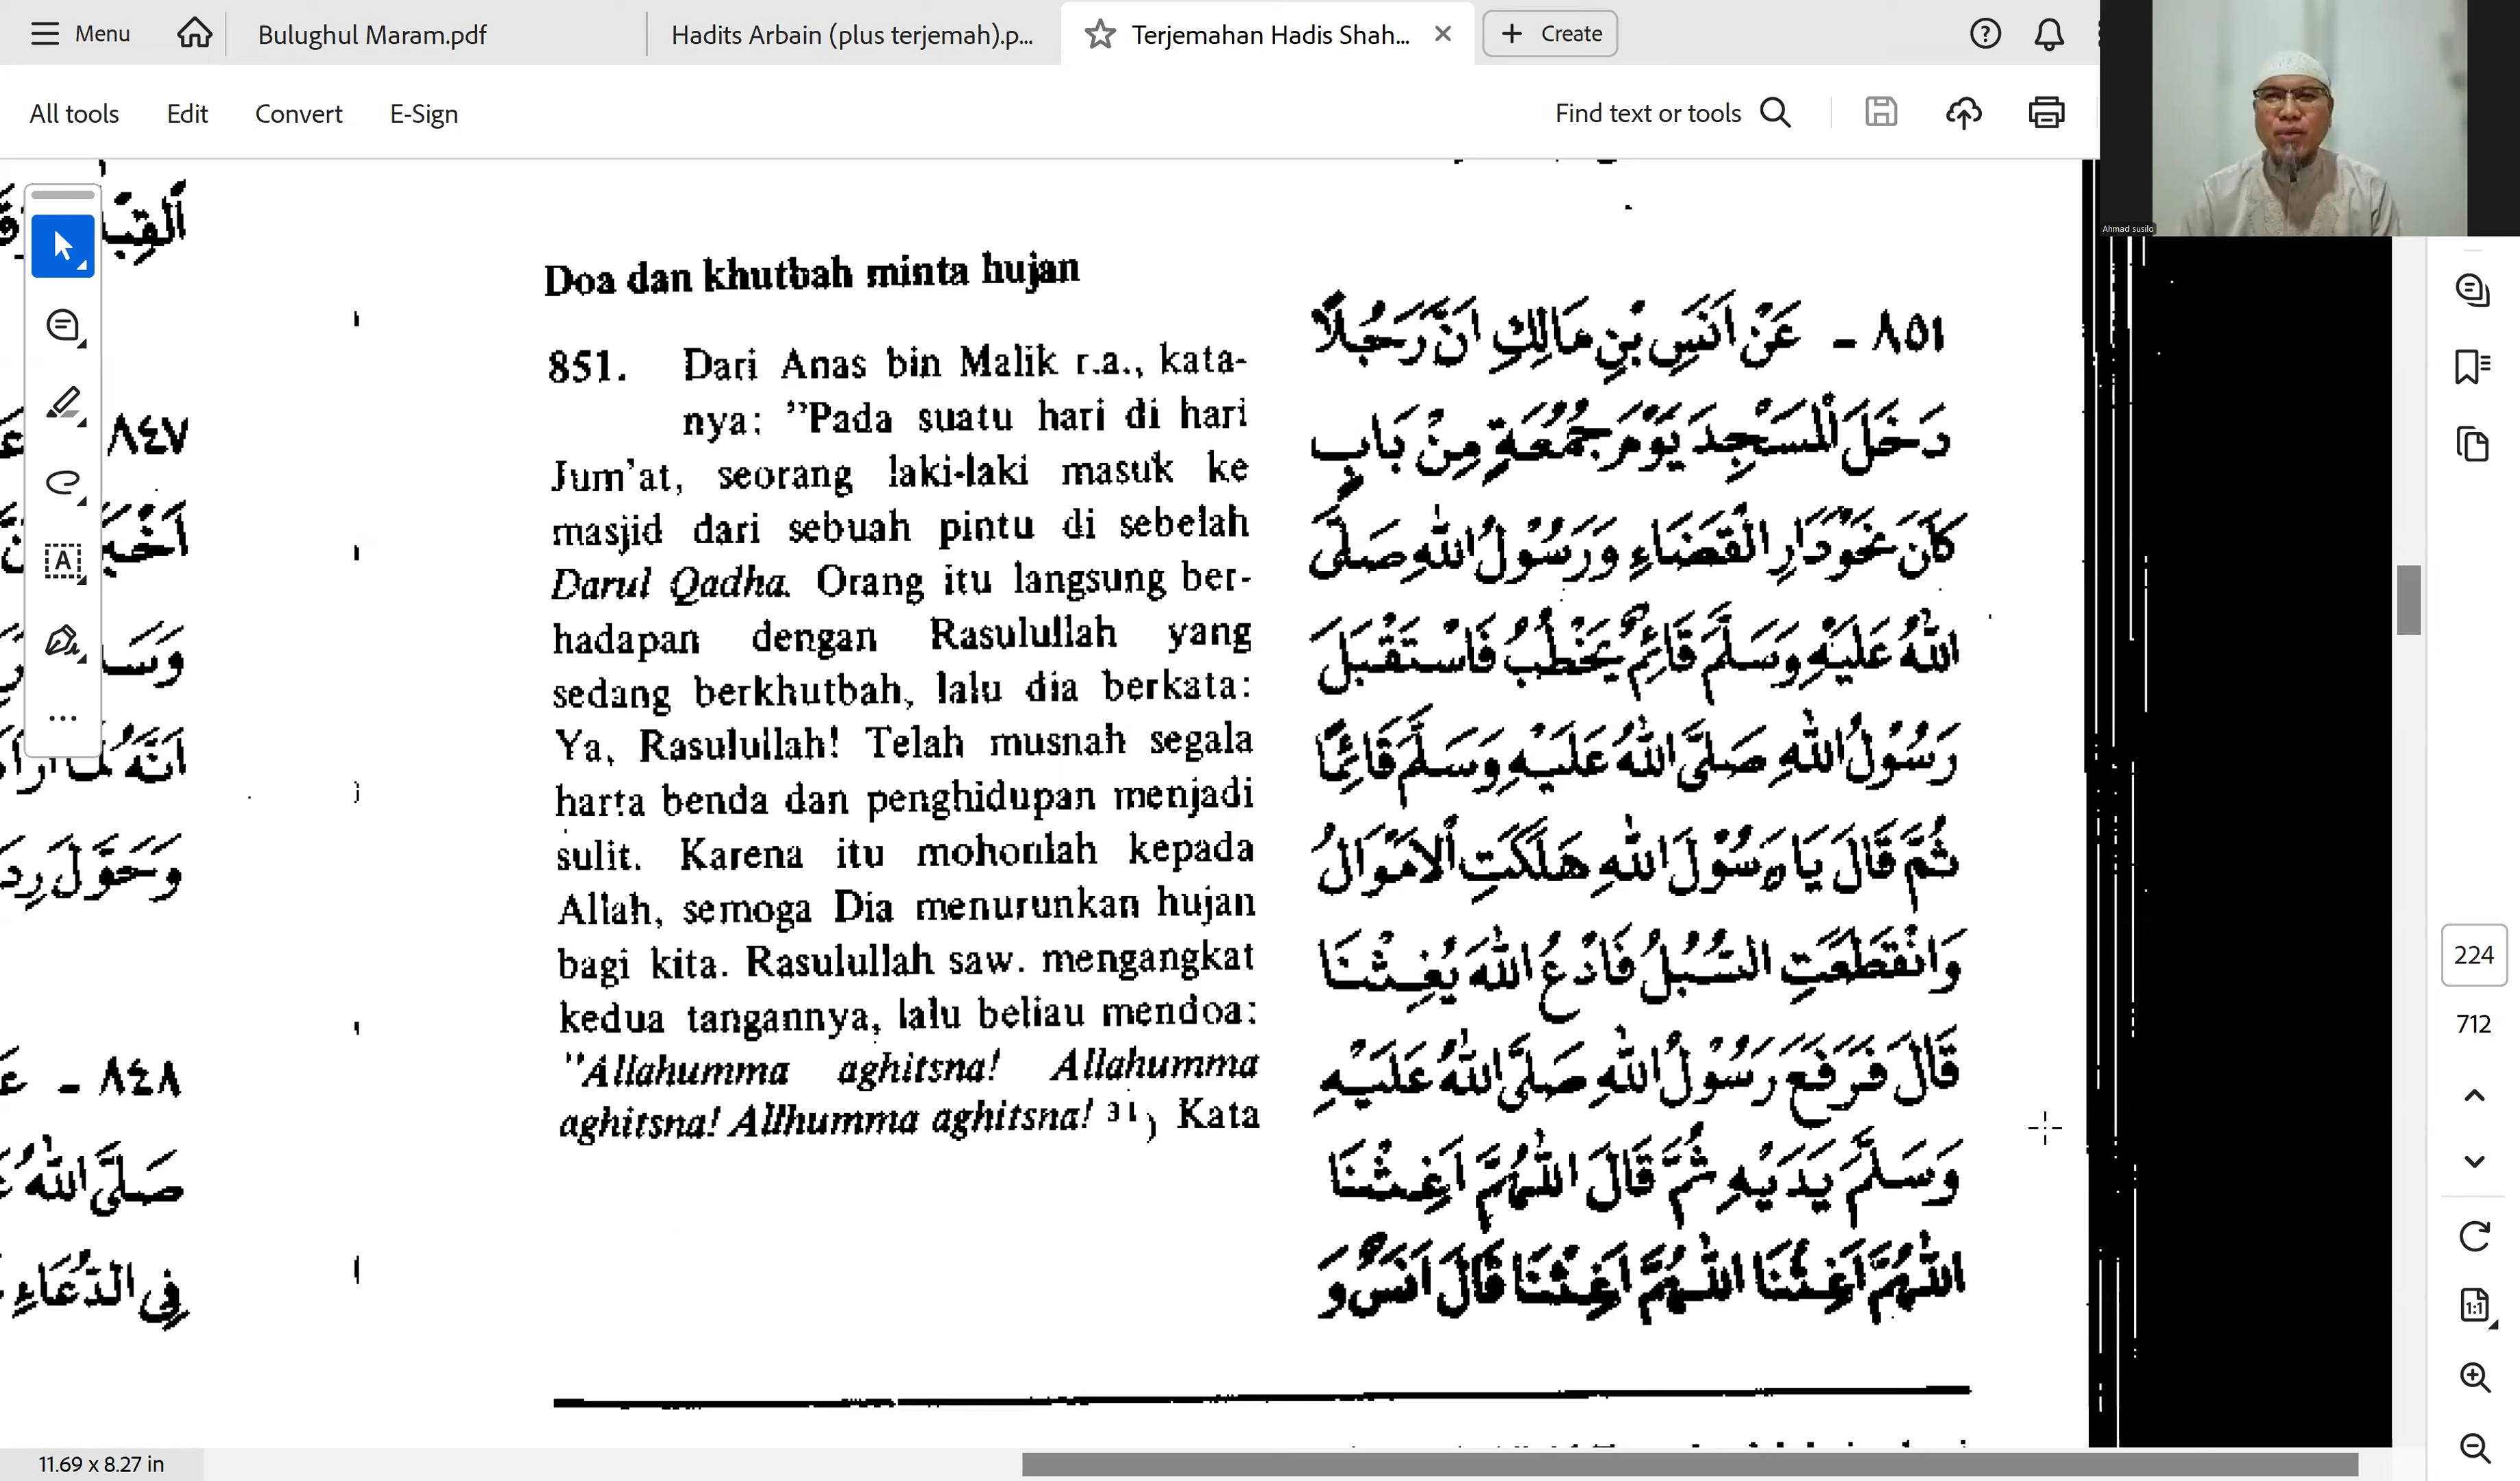 Menu
Bulughul Maram.pdf
Hadits Arbain (plus terjemah).p...
Terjemahan Hadis Shah...
Create
All tools
Edit
Convert
E-Sign
Find text or tools
Ahmad susilo
Doa dan khutbah minta hujan
851. Dari Anas bin Malik r.a., kata-
nya: "Pada suatu hari di hari
Jum'at, seorang laki-laki masuk ke
masjid dari sebuah pintu di sebelah
Darul Qadha. Orang itu langsung ber-
hadapan dengan Rasulullah yang
sedang berkhutbah, lalu dia berkata:
Ya, Rasulullah! Telah musnah segala
harta benda dan penghidupan menjadi
sulit. Karena itu mohonlah kepada
Allah, semoga Dia menurunkan hujan
bagi kita. Rasulullah saw. mengangkat
kedua tangannya, lalu beliau mendoa:
"Allahumma aghitsna! Allahumma
aghitsna! Allhumma aghitsna! 31) Kata
٨٥١ - عَنْ اَنَسِ بْنِ مَالِكٍ اَنَّ رَجُلًا
دَخَلَ الْمَسْجِدَ يَوْمَ جُمُعَةٍ مِنْ بَابٍ
كَانَ نَحْوَ دَارِ الْقَضَاءِ وَرَسُوْلُ اللهِ صَلَّى
اللهُ عَلَيْهِ وَسَلَّمَ قَائِمٌ يَخْطُبُ فَاسْتَقْبَلَ
رَسُوْلُ اللهِ صَلَّى اللهُ عَلَيْهِ وَسَلَّمَ قَائِمًا
ثُمَّ قَالَ يَا رَسُوْلَ اللهِ هَلَكَتِ الْاَمْوَالُ
وَانْقَطَعَتِ السُّبُلُ فَادْعُ اللهَ يُغِثْنَا
قَالَ فَرَفَعَ رَسُوْلُ اللهِ صَلَّى اللهُ عَلَيْهِ
وَسَلَّمَ يَدَيْهِ ثُمَّ قَالَ اللّٰهُمَّ اَغِثْنَا
اللّٰهُمَّ اَغِثْنَا اللّٰهُمَّ اَغِثْنَا قَالَ اَنَسٌ وَ
٨٤٧
وَحَوَّلَ
٨٤٨ -
صَلَّى اللهُ
فِى الدُّعَاءِ
224
712
11.69 x 8.27 in